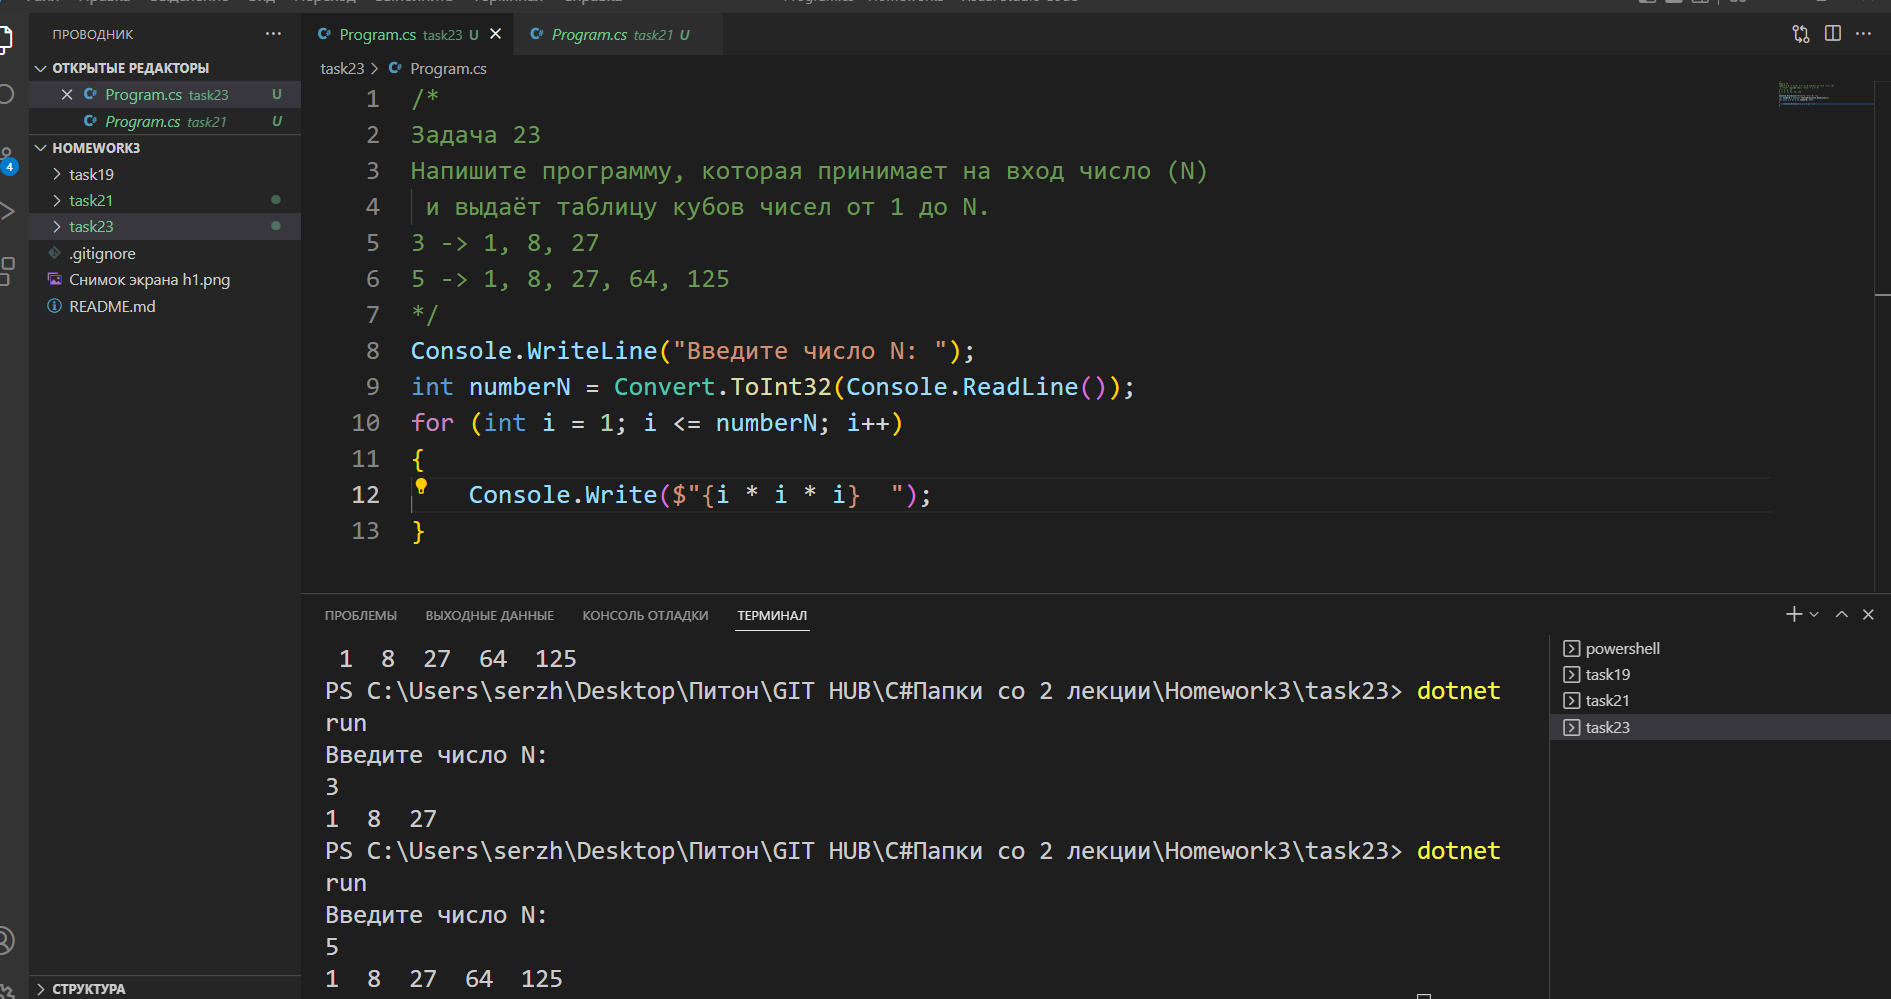 ПРОВОДНИК
ОТКРЫТЫЕ РЕДАКТОРЫ
Program.cs task23 U
Program.cs task21 U
HOMEWORK3
task19
task21
task23
.gitignore
Снимок экрана h1.png
README.md
СТРУКТУРА
4
Program.cs task23 U
Program.cs task21 U
task23 > Program.cs
1 /*
2 Задача 23
3 Напишите программу, которая принимает на вход число (N)
4 и выдаёт таблицу кубов чисел от 1 до N.
5 3 -> 1, 8, 27
6 5 -> 1, 8, 27, 64, 125
7 */
8 Console.WriteLine("Введите число N: ");
9 int numberN = Convert.ToInt32(Console.ReadLine());
10 for (int i = 1; i <= numberN; i++)
11 {
12 Console.Write($"{i * i * i}  ");
13 }
ПРОБЛЕМЫ ВЫХОДНЫЕ ДАННЫЕ КОНСОЛЬ ОТЛАДКИ ТЕРМИНАЛ
1  8  27  64  125
PS C:\Users\serzh\Desktop\Питон\GIT HUB\C#Папки со 2 лекции\Homework3\task23> dotnet
run
Введите число N:
3
1  8  27
PS C:\Users\serzh\Desktop\Питон\GIT HUB\C#Папки со 2 лекции\Homework3\task23> dotnet
run
Введите число N:
5
1  8  27  64  125
powershell
task19
task21
task23